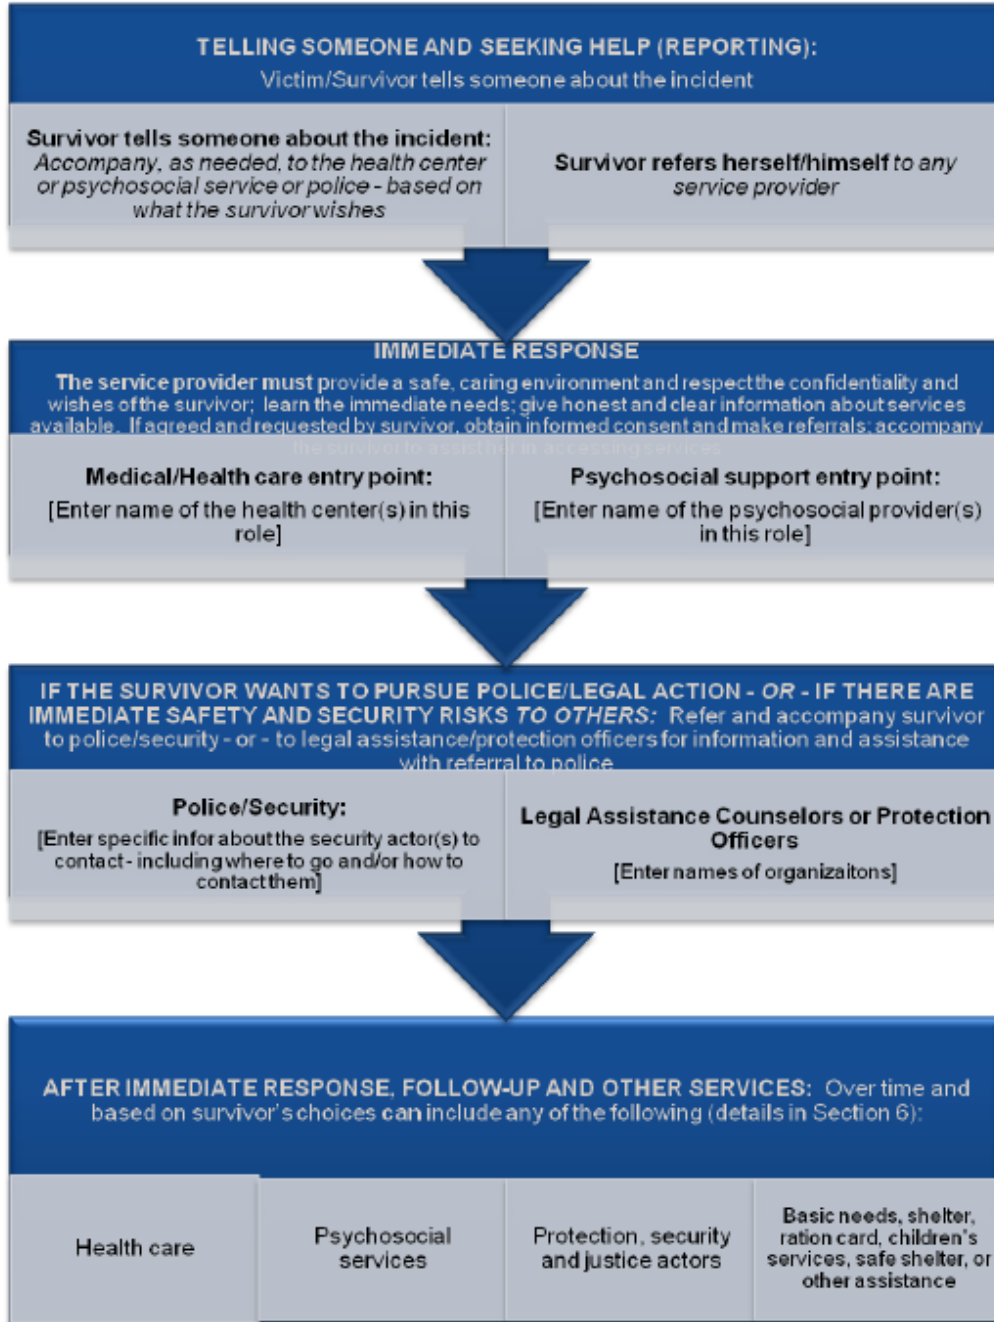 TELLING SOMEONE AND SEEKING HELP (REPORTING):
Victim/Survivor tells someone about the incident
Survivor tells someone about the incident:
Accompany, as needed, to the health center
or psychosocial service or police - based on
what the survivor wishes
Survivor refers herself/himself to any
service provider
IMMEDIATE RESPONSE
The service provider must provide a safe, caring environment and respect the confidentiality and
wishes of the survivor; learn the immediate needs; give honest and clear information about services
available. If agreed and requested by survivor, obtain informed consent and make referrals; accompany
the survivor to assist her in accessing services
Medical/Health care entry point:
[Enter name of the health center(s) in this
role]
Psychosocial support entry point:
[Enter name of the psychosocial provider(s)
in this role]
IF THE SURVIVOR WANTS TO PURSUE POLICE/LEGAL ACTION - OR - IF THERE ARE
IMMEDIATE SAFETY AND SECURITY RISKS TO OTHERS: Refer and accompany survivor
to police/security - or - to legal assistance/protection officers for information and assistance
with referral to police
Police/Security:
[Enter specific infor about the security actor(s) to
contact - including where to go and/or how to
contact them]
Legal Assistance Counselors or Protection
Officers
[Enter names of organizaitons]
AFTER IMMEDIATE RESPONSE, FOLLOW-UP AND OTHER SERVICES: Over time and
based on survivor's choices can include any of the following (details in Section 6):
Health care
Psychosocial
services
Protection, security
and justice actors
Basic needs, shelter,
ration card, children's
services, safe shelter, or
other assistance